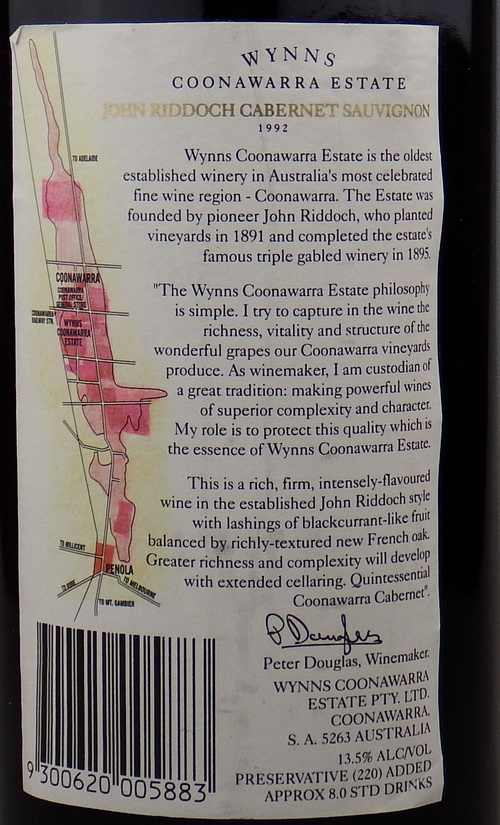 WYNNS
COONAWARRA ESTATE
JOHN RIDDOCH CABERNET SAUVIGNON
1992
Wynns Coonawarra Estate is the oldest
established winery in Australia's most celebrated
fine wine region - Coonawarra. The Estate was
founded by pioneer John Riddoch, who planted
vineyards in 1891 and completed the estate's
famous triple gabled winery in 1895.
"The Wynns Coonawarra Estate philosophy
is simple. I try to capture in the wine the
richness, vitality and structure of the
wonderful grapes our Coonawarra vineyards
produce. As winemaker, I am custodian of
a great tradition: making powerful wines
of superior complexity and character.
My role is to protect this quality which is
the essence of Wynns Coonawarra Estate.
This is a rich, firm, intensely-flavoured
wine in the established John Riddoch style
with lashings of blackcurrant-like fruit
balanced by richly-textured new French oak.
Greater richness and complexity will develop
with extended cellaring. Quintessential
Coonawarra Cabernet".
P Douglas
Peter Douglas, Winemaker.
WYNNS COONAWARRA
ESTATE PTY. LTD.
COONAWARRA,
S. A. 5263 AUSTRALIA
13.5% ALC/VOL
PRESERVATIVE (220) ADDED
APPROX 8.0 STD DRINKS
TO ADELAIDE
COONAWARRA
COONAWARRA
POST OFFICE/
GENERAL STORE
COONAWARRA
RAILWAY STN.
WYNNS
COONAWARRA
ESTATE
TO MILLICENT
PENOLA
TO MELBOURNE
TO MT. GAMBIER
9 300620 005883